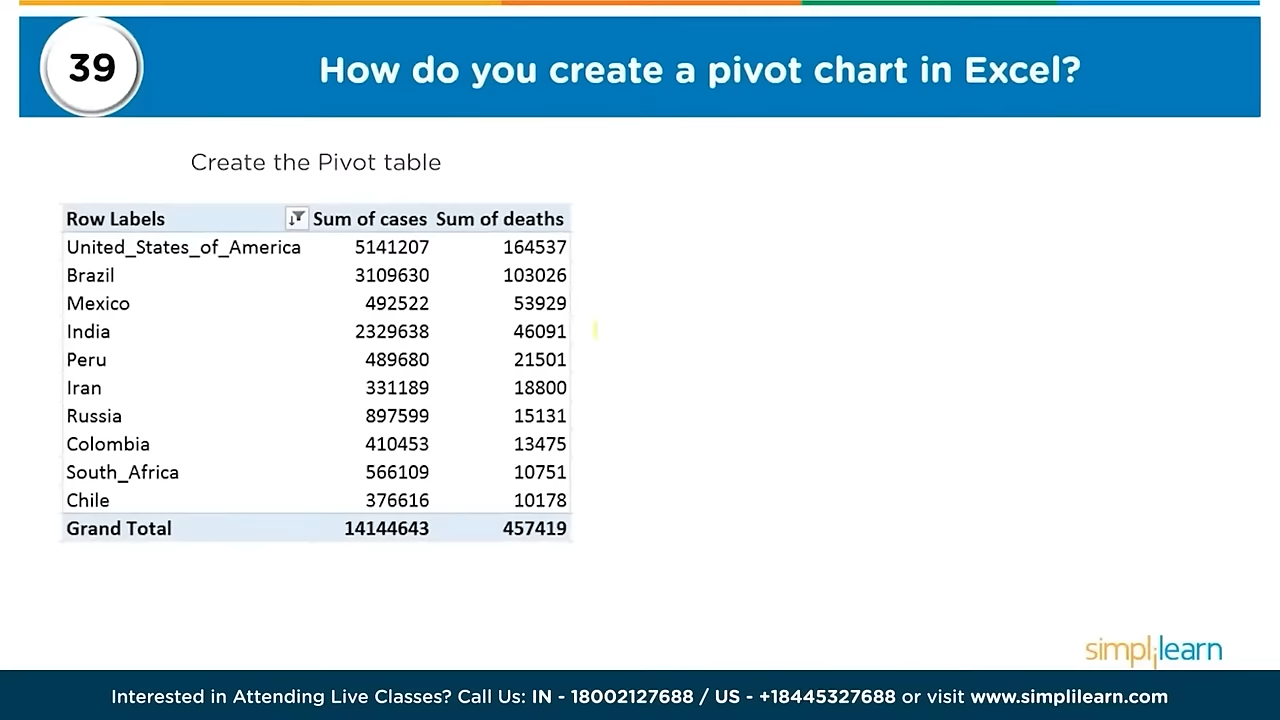 39
How do you create a pivot chart in Excel?
Create the Pivot table
Row Labels Sum of cases Sum of deaths
United_States_of_America 5141207 164537
Brazil 3109630 103026
Mexico 492522 53929
India 2329638 46091
Peru 489680 21501
Iran 331189 18800
Russia 897599 15131
Colombia 410453 13475
South_Africa 566109 10751
Chile 376616 10178
Grand Total 14144643 457419
simplilearn
Interested in Attending Live Classes? Call Us: IN - 18002127688 / US - +18445327688 or visit www.simplilearn.com